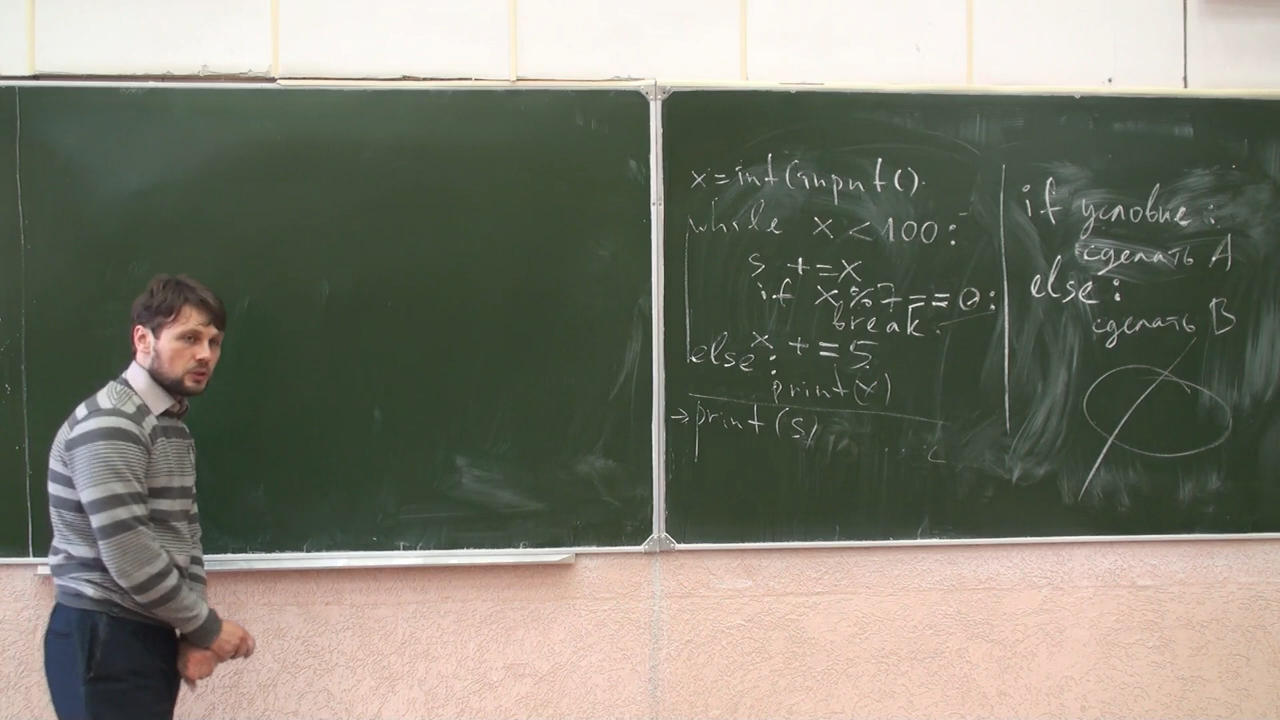 x=int(input().
while x<100:
s +=x
if x%7==0:
break
x +=5
else:
print(x)
→print(s)
if условие:
сделать A
else:
сделать B